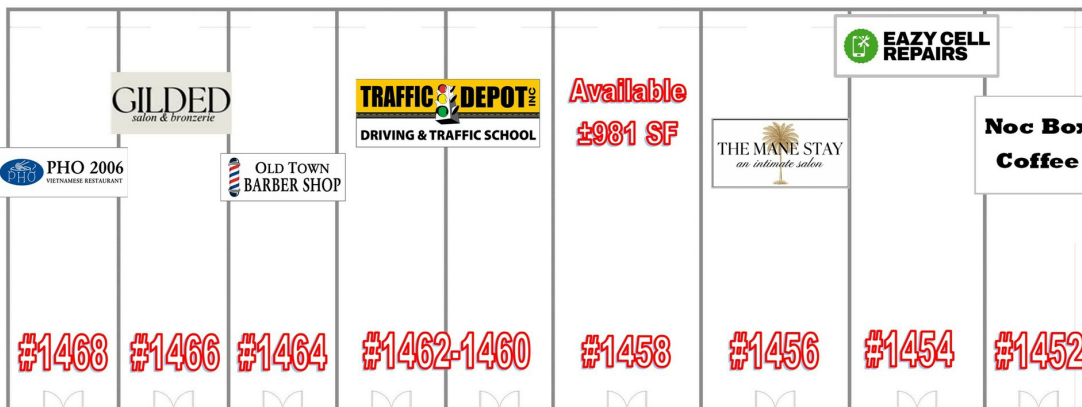 EAZY CELL
REPAIRS
GILDED
salon & bronzerie
TRAFFIC DEPOT INC
DRIVING & TRAFFIC SCHOOL
Available
±981 SF
Noc Bon
Coffee
THE MANE STAY
an intimate salon
PHO
PHO 2006
VIETNAMESE RESTAURANT
OLD TOWN
BARBER SHOP
#1468
#1466
#1464
#1462-1460
#1458
#1456
#1454
#1452